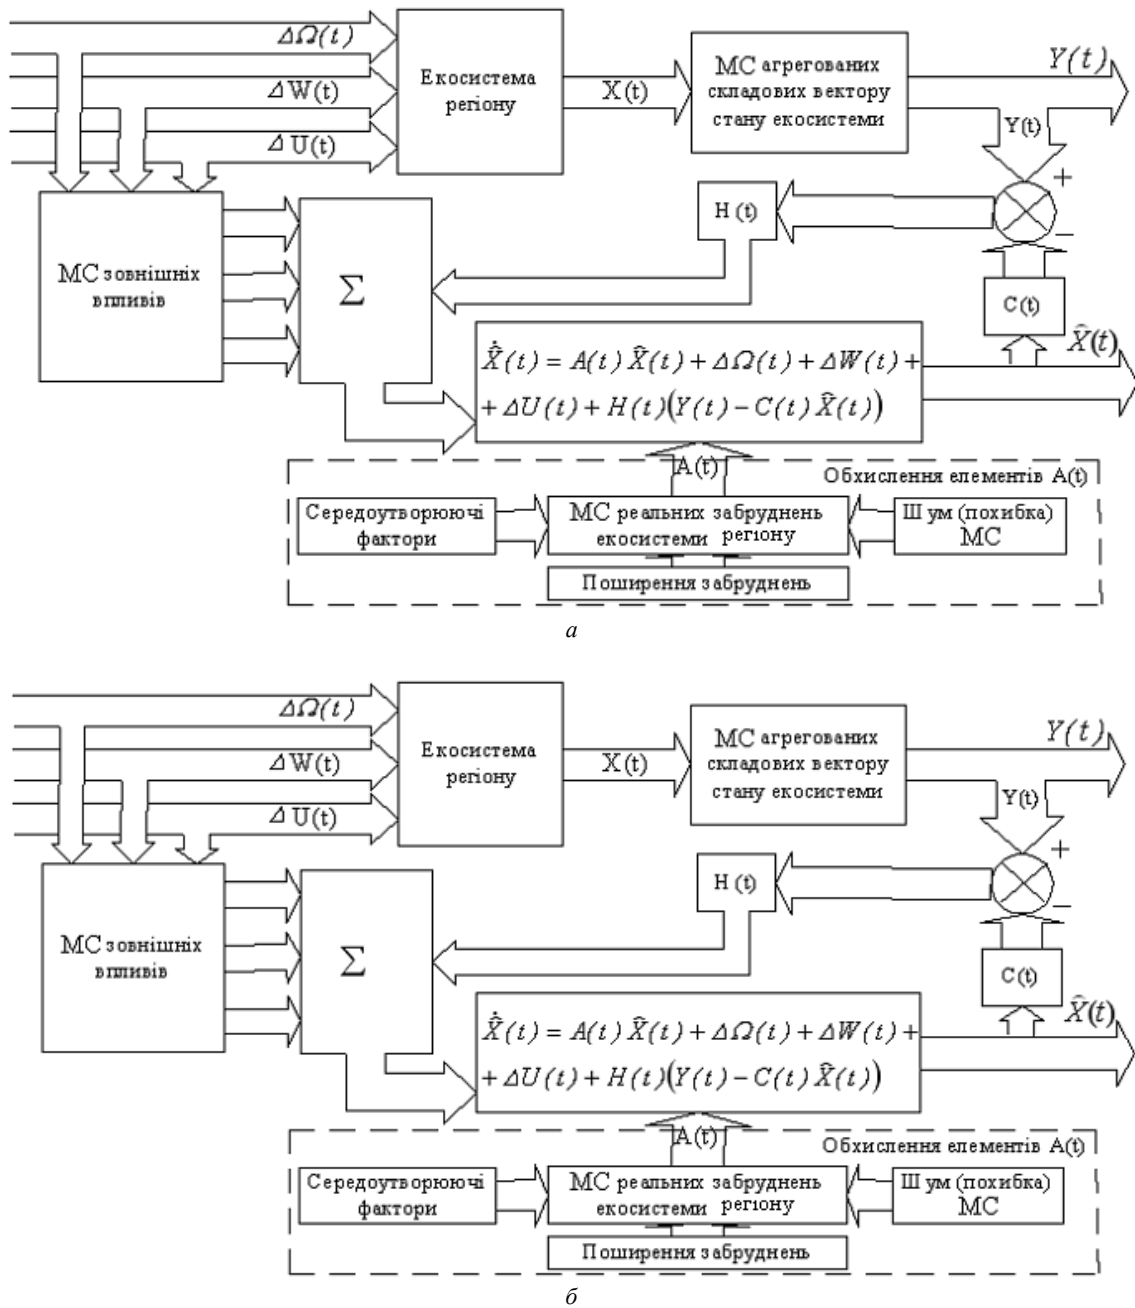 ΔΩ(t)
ΔW(t)
ΔU(t)
Екосистема
регіону
X(t)
МС агрегованих
складових вектору
стану екосистеми
Y(t)
Y(t)
+
−
H(t)
C(t)
МС зовнішніх
впливів
Σ
X̂̇(t) = A(t) X̂(t) + ΔΩ(t) + ΔW(t) +
+ ΔU(t) + H(t)(Y(t) − C(t) X̂(t))
X̂(t)
A(t)
Обхислення елементів A(t)
Середоутворюючі
фактори
МС реальних забруднень
екосистеми регіону
Шум (похибка)
МС
Поширення забруднень
а
ΔΩ(t)
ΔW(t)
ΔU(t)
Екосистема
регіону
X(t)
МС агрегованих
складових вектору
стану екосистеми
Y(t)
Y(t)
+
−
H(t)
C(t)
МС зовнішніх
впливів
Σ
X̂̇(t) = A(t) X̂(t) + ΔΩ(t) + ΔW(t) +
+ ΔU(t) + H(t)(Y(t) − C(t) X̂(t))
X̂(t)
A(t)
Обхислення елементів A(t)
Середоутворюючі
фактори
МС реальних забруднень
екосистеми регіону
Шум (похибка)
МС
Поширення забруднень
б